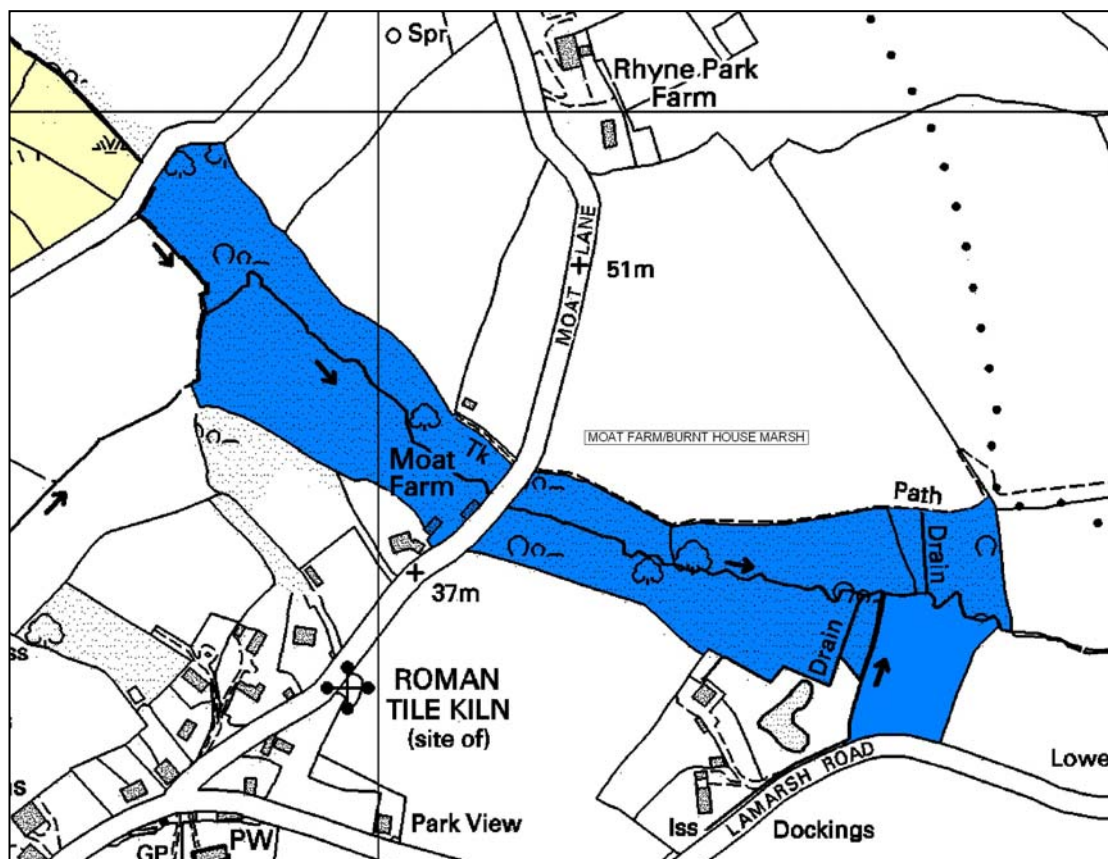 Spr
Rhyne Park
Farm
MOAT LANE
51m
MOAT FARM/BURNT HOUSE MARSH
Tk
Moat
Farm
Path
Drain
37m
Drain
ROMAN
TILE KILN
(site of)
LAMARSH ROAD
Lowe
Park View
Iss
Dockings
GP
PW
ss